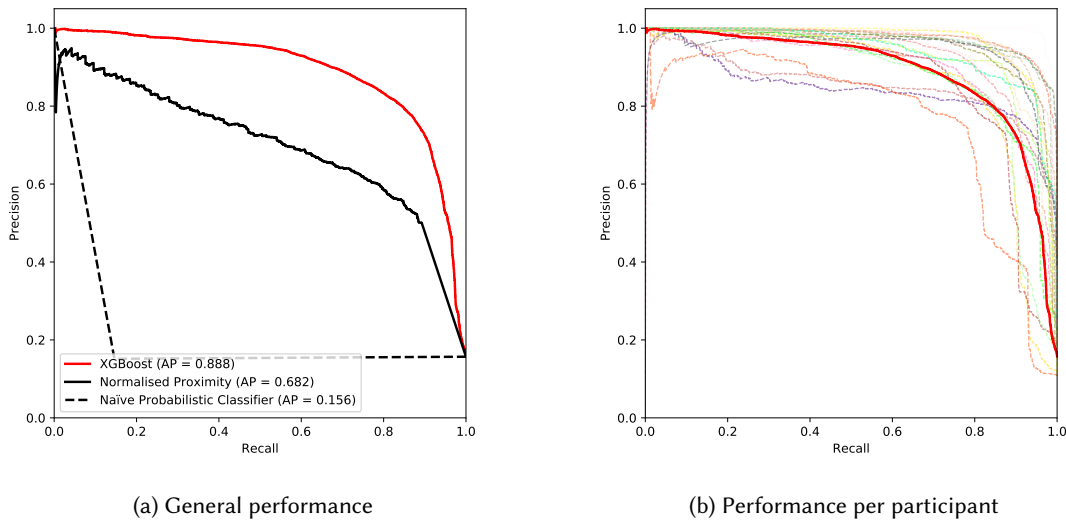 1.0
0.8
0.6
0.4
0.2
0.0
Precision
0.0 0.2 0.4 0.6 0.8 1.0
Recall
XGBoost (AP = 0.888)
Normalised Proximity (AP = 0.682)
Naïve Probabilistic Classifier (AP = 0.156)
(a) General performance
1.0
0.8
0.6
0.4
0.2
0.0
Precision
0.0 0.2 0.4 0.6 0.8 1.0
Recall
(b) Performance per participant